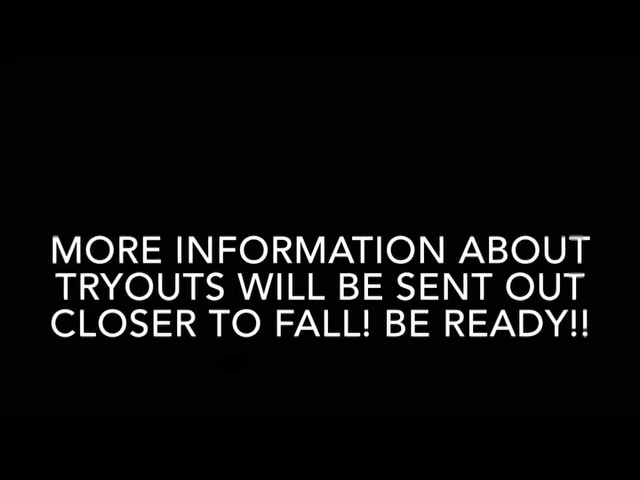 MORE INFORMATION ABOUT
TRYOUTS WILL BE SENT OUT
CLOSER TO FALL! BE READY!!